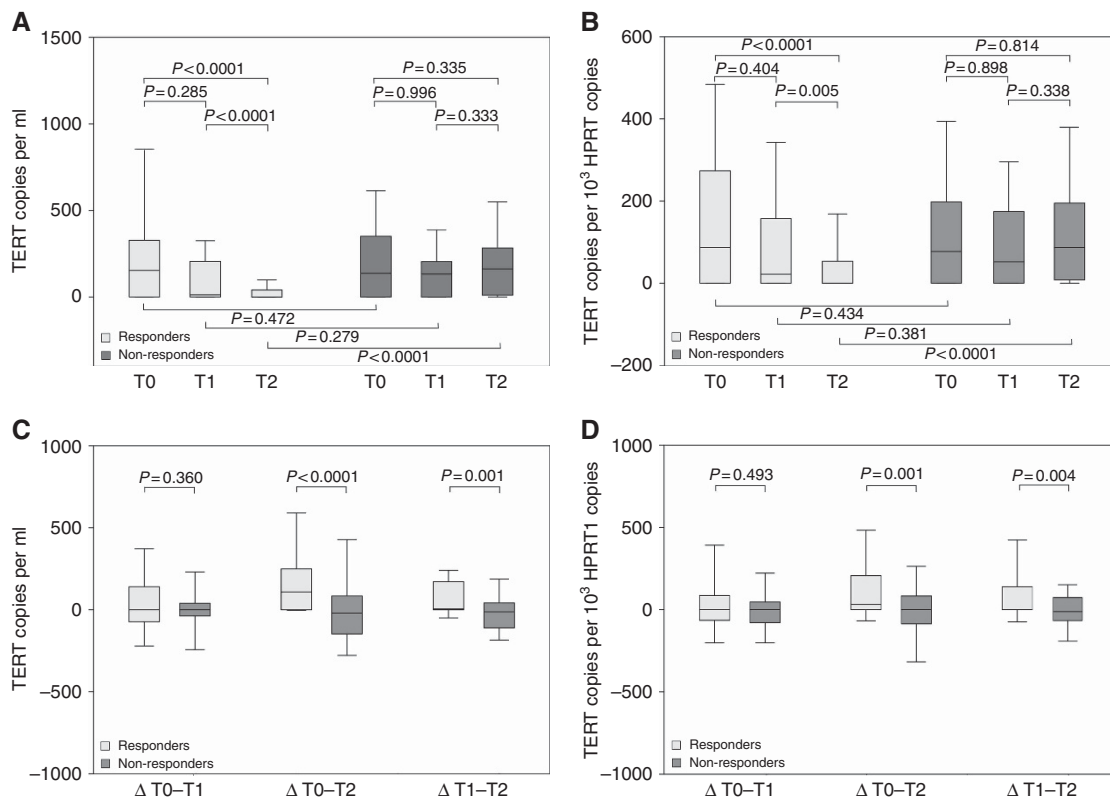 A
TERT copies per ml
1500
1000
500
0
P<0.0001
P=0.285
P<0.0001
P=0.335
P=0.996
P=0.333
P=0.472
P=0.279
P<0.0001
Responders
Non-responders
T0 T1 T2 T0 T1 T2
B
TERT copies per 10³ HPRT copies
600
400
200
0
−200
P<0.0001
P=0.404
P=0.005
P=0.814
P=0.898
P=0.338
P=0.434
P=0.381
P<0.0001
Responders
Non-responders
T0 T1 T2 T0 T1 T2
C
TERT copies per ml
1000
500
0
−500
−1000
P=0.360
P<0.0001
P=0.001
Responders
Non-responders
Δ T0–T1 Δ T0–T2 Δ T1–T2
D
TERT copies per 10³ HPRT1 copies
1000
500
0
−500
−1000
P=0.493
P=0.001
P=0.004
Responders
Non-responders
Δ T0–T1 Δ T0–T2 Δ T1–T2